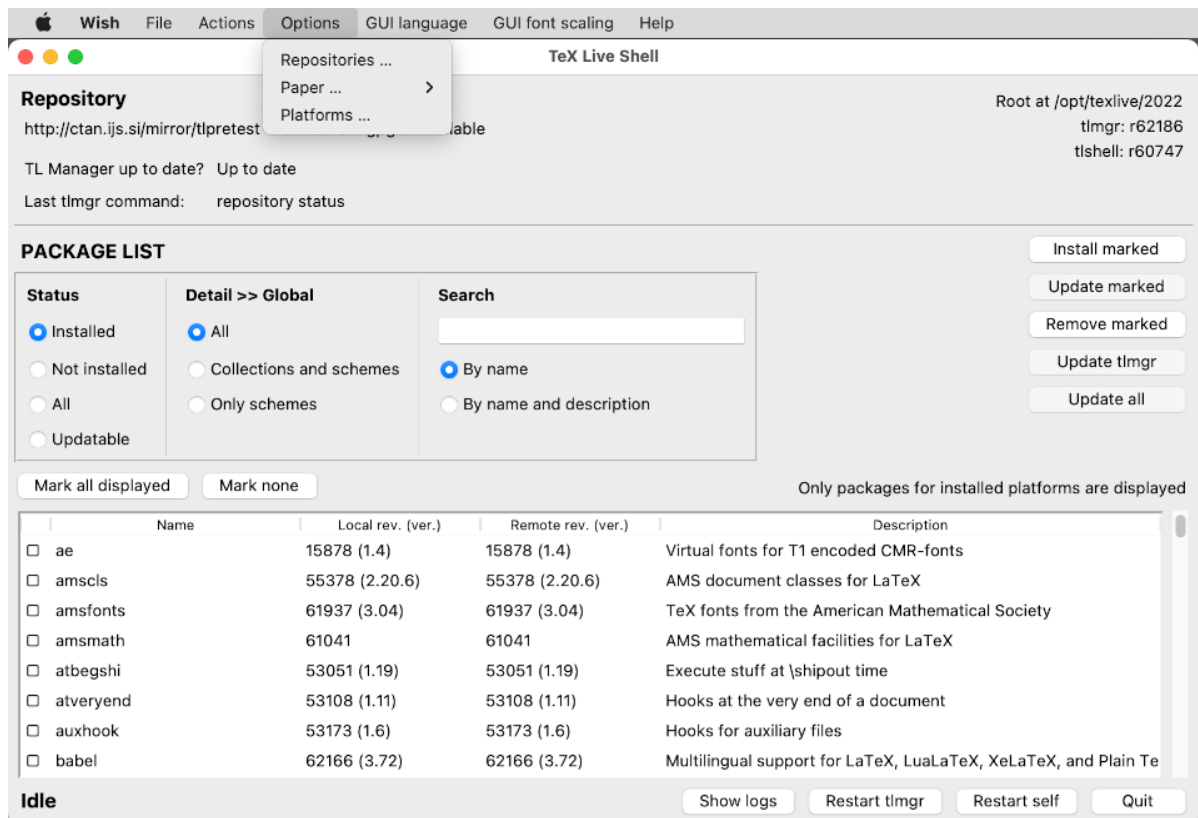 Wish File Actions Options GUI language GUI font scaling Help
TeX Live Shell
Repositories ...
Paper ...
Platforms ...
Repository
http://ctan.ijs.si/mirror/tlpretest
Root at /opt/texlive/2022
tlmgr: r62186
tlshell: r60747
TL Manager up to date? Up to date
Last tlmgr command: repository status
PACKAGE LIST
Status
Installed
Not installed
All
Updatable
Detail >> Global
All
Collections and schemes
Only schemes
Search
By name
By name and description
Install marked
Update marked
Remove marked
Update tlmgr
Update all
Mark all displayed Mark none
Only packages for installed platforms are displayed
Name Local rev. (ver.) Remote rev. (ver.) Description
ae 15878 (1.4) 15878 (1.4) Virtual fonts for T1 encoded CMR-fonts
amscls 55378 (2.20.6) 55378 (2.20.6) AMS document classes for LaTeX
amsfonts 61937 (3.04) 61937 (3.04) TeX fonts from the American Mathematical Society
amsmath 61041 61041 AMS mathematical facilities for LaTeX
atbegshi 53051 (1.19) 53051 (1.19) Execute stuff at \shipout time
atveryend 53108 (1.11) 53108 (1.11) Hooks at the very end of a document
auxhook 53173 (1.6) 53173 (1.6) Hooks for auxiliary files
babel 62166 (3.72) 62166 (3.72) Multilingual support for LaTeX, LuaLaTeX, XeLaTeX, and Plain Te
Idle
Show logs Restart tlmgr Restart self Quit